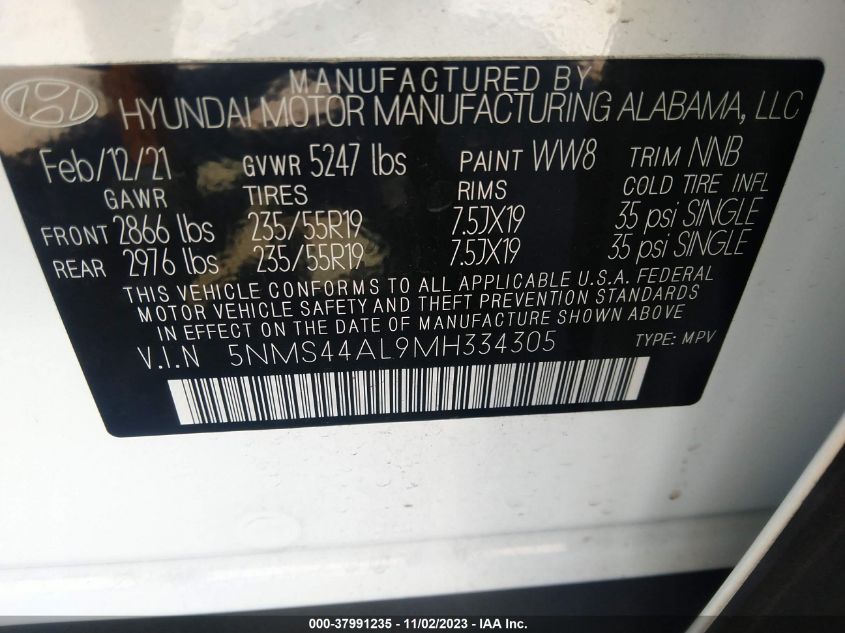 MANUFACTURED BY
HYUNDAI MOTOR MANUFACTURING ALABAMA, LLC
Feb/12/21 GVWR 5247 lbs PAINT WW8 TRIM NNB
GAWR TIRES RIMS COLD TIRE INFL
FRONT 2866 lbs 235/55R19 7.5JX19 35 psi SINGLE
REAR 2976 lbs 235/55R19 7.5JX19 35 psi SINGLE
THIS VEHICLE CONFORMS TO ALL APPLICABLE U.S.A. FEDERAL
MOTOR VEHICLE SAFETY AND THEFT PREVENTION STANDARDS
IN EFFECT ON THE DATE OF MANUFACTURE SHOWN ABOVE
V.I.N 5NMS44AL9MH334305 TYPE: MPV
000-37991235 - 11/02/2023 - IAA Inc.